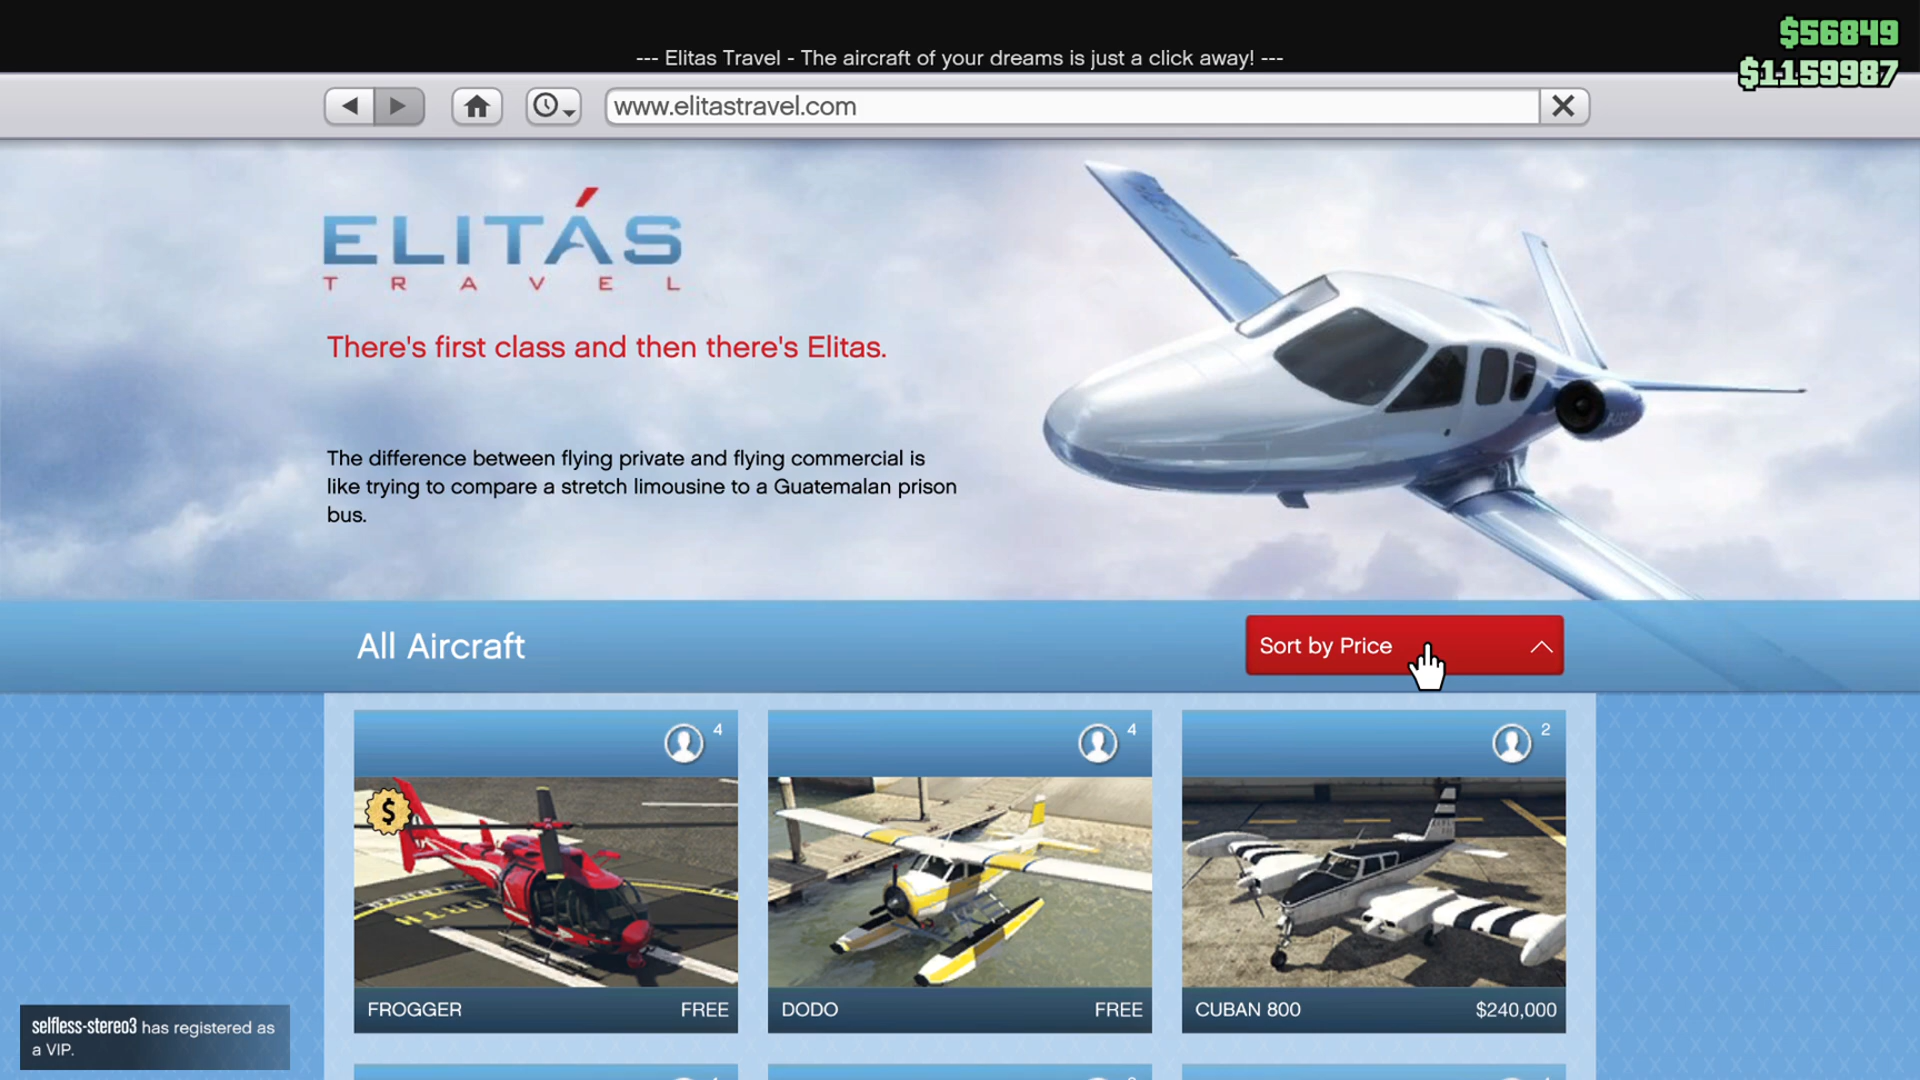 $56849
--- Elitas Travel - The aircraft of your dreams is just a click away! ---
$1159987
www.elitastravel.com
ELITÁS
TRAVEL
There's first class and then there's Elitas.
The difference between flying private and flying commercial is
like trying to compare a stretch limousine to a Guatemalan prison
bus.
All Aircraft
Sort by Price
4
4
2
$
FROGGER FREE
DODO FREE
CUBAN 800 $240,000
selfless-stereo3 has registered as
a VIP.